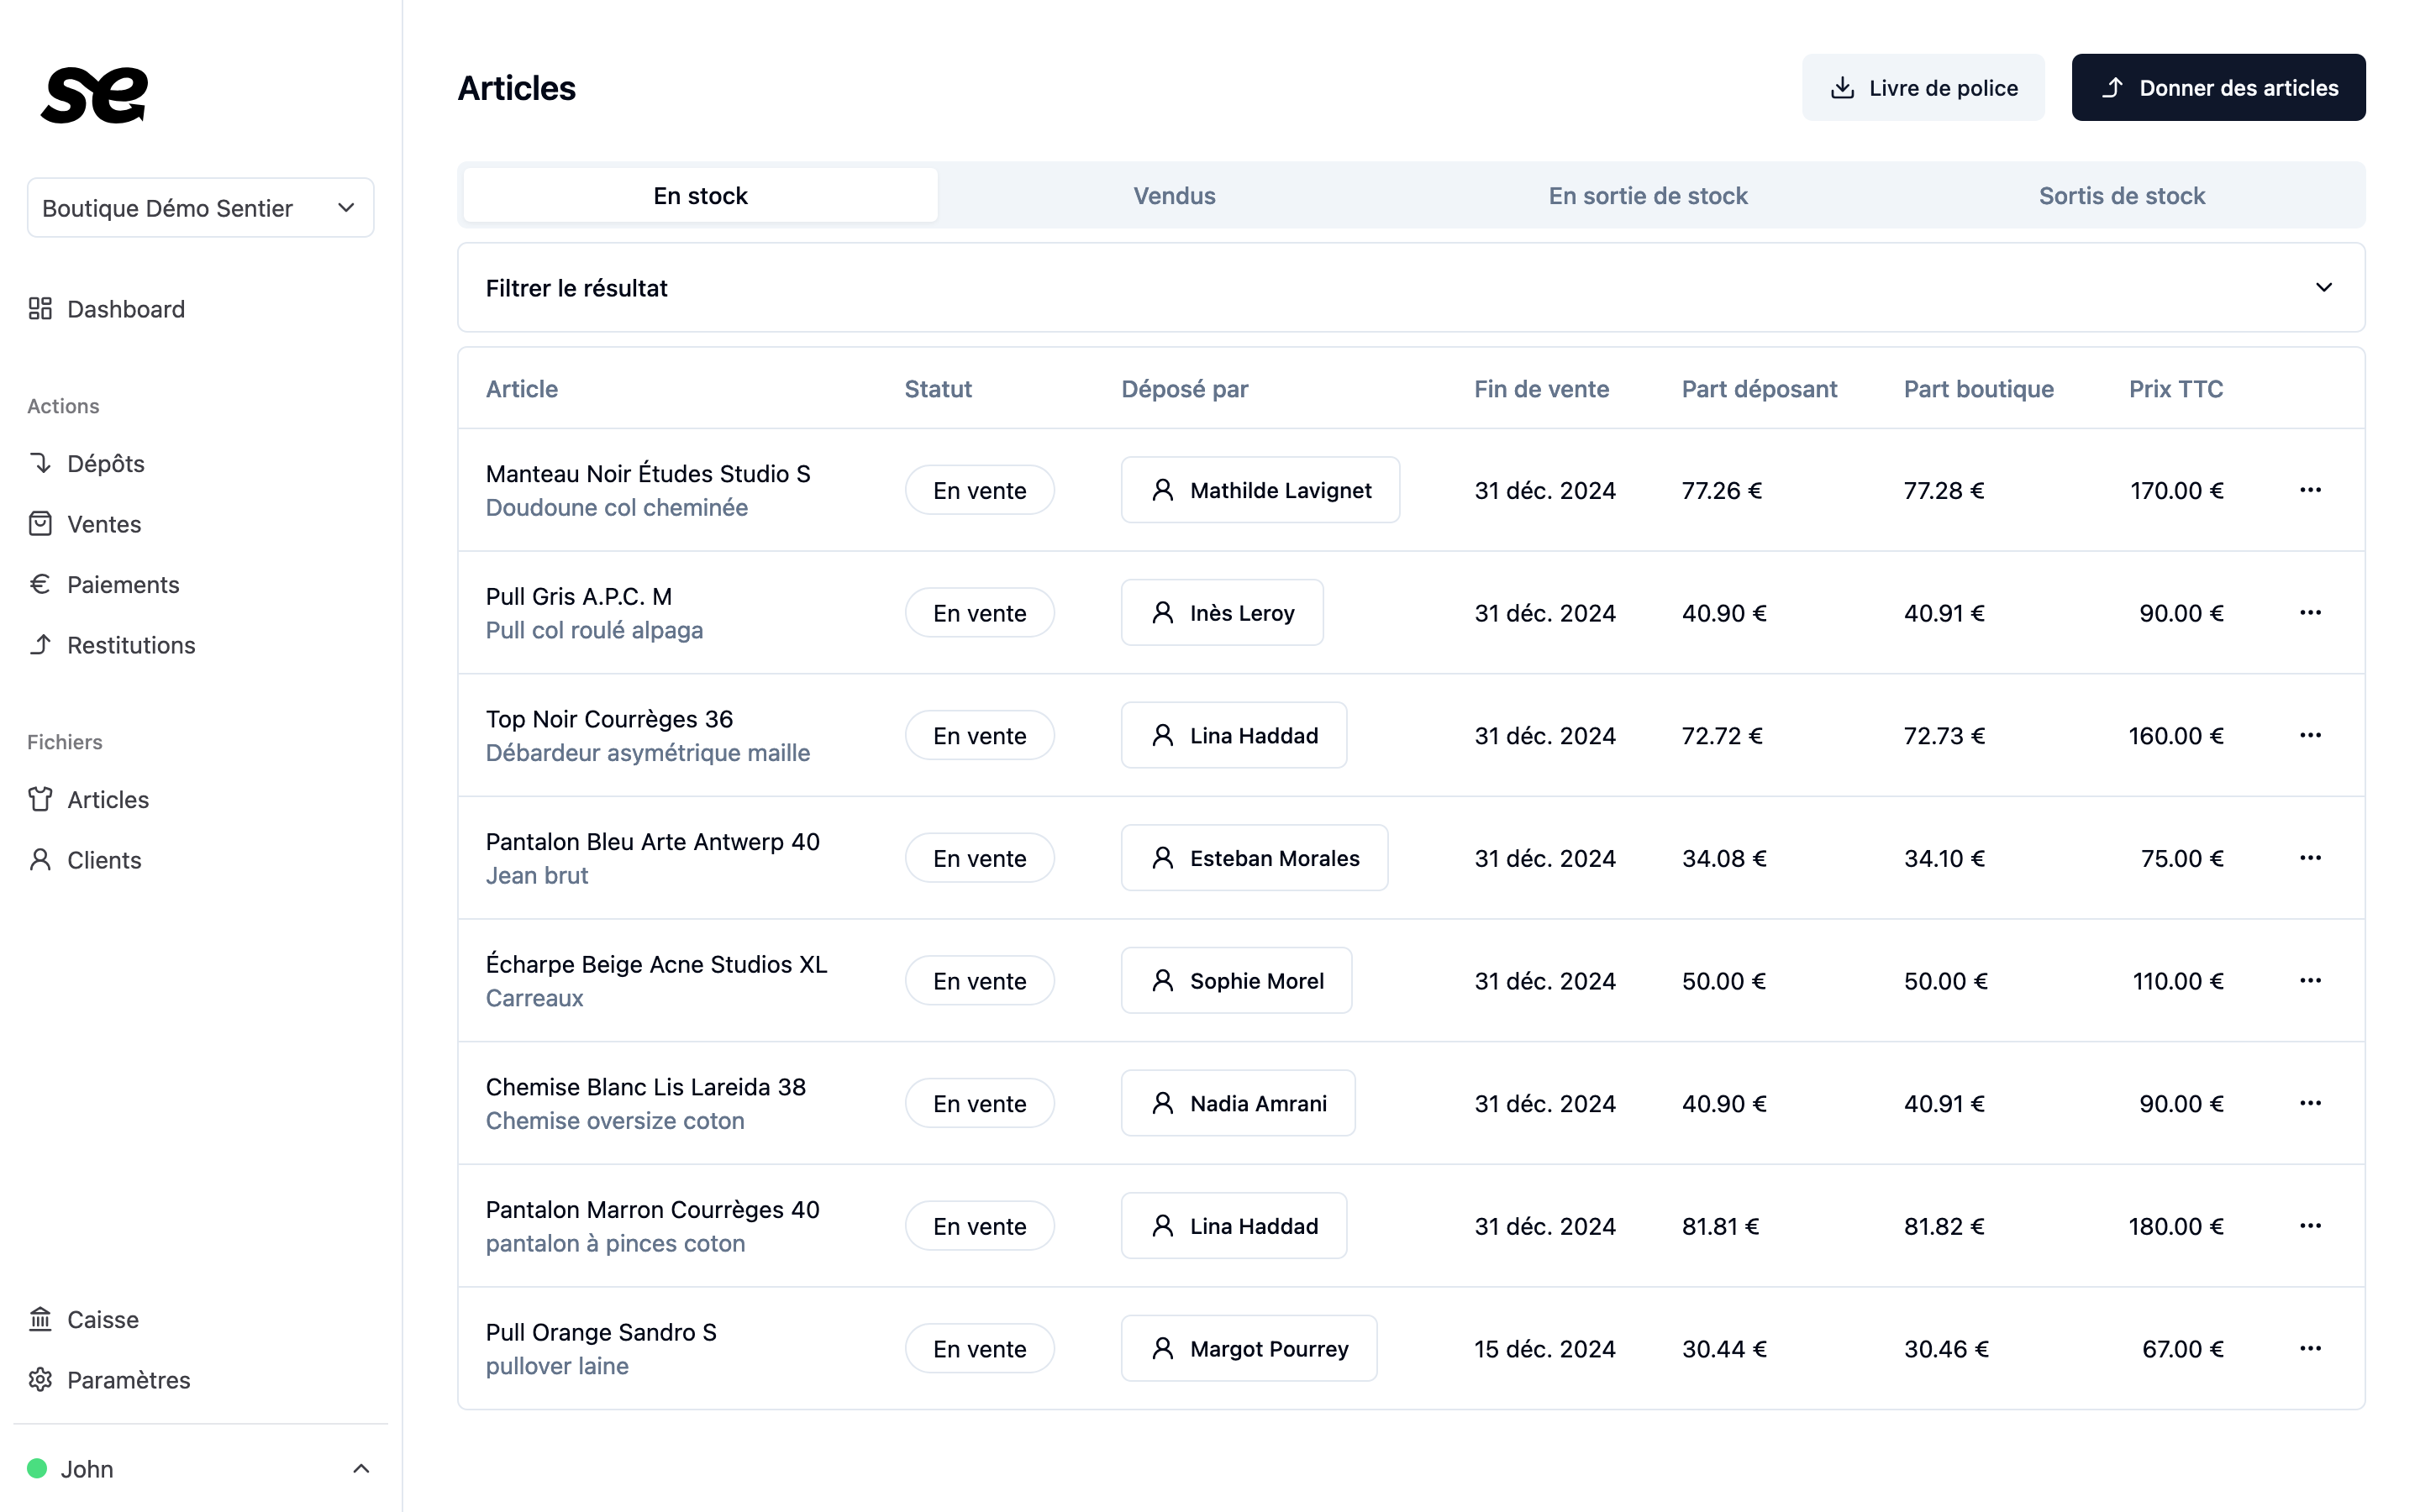 se
Boutique Démo Sentier
Dashboard
Actions
Dépôts
Ventes
Paiements
Restitutions
Fichiers
Articles
Clients
Caisse
Paramètres
John
Articles
Livre de police
Donner des articles
En stock Vendus En sortie de stock Sortis de stock
Filtrer le résultat
Article Statut Déposé par Fin de vente Part déposant Part boutique Prix TTC
Manteau Noir Études Studio S
Doudoune col cheminée
En vente Mathilde Lavignet 31 déc. 2024 77.26 € 77.28 € 170.00 €
Pull Gris A.P.C. M
Pull col roulé alpaga
En vente Inès Leroy 31 déc. 2024 40.90 € 40.91 € 90.00 €
Top Noir Courrèges 36
Débardeur asymétrique maille
En vente Lina Haddad 31 déc. 2024 72.72 € 72.73 € 160.00 €
Pantalon Bleu Arte Antwerp 40
Jean brut
En vente Esteban Morales 31 déc. 2024 34.08 € 34.10 € 75.00 €
Écharpe Beige Acne Studios XL
Carreaux
En vente Sophie Morel 31 déc. 2024 50.00 € 50.00 € 110.00 €
Chemise Blanc Lis Lareida 38
Chemise oversize coton
En vente Nadia Amrani 31 déc. 2024 40.90 € 40.91 € 90.00 €
Pantalon Marron Courrèges 40
pantalon à pinces coton
En vente Lina Haddad 31 déc. 2024 81.81 € 81.82 € 180.00 €
Pull Orange Sandro S
pullover laine
En vente Margot Pourrey 15 déc. 2024 30.44 € 30.46 € 67.00 €